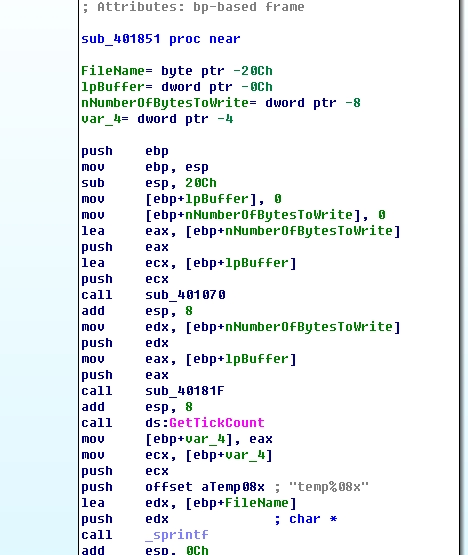 ; Attributes: bp-based frame
sub_401851 proc near
FileName= byte ptr -20Ch
lpBuffer= dword ptr -0Ch
nNumberOfBytesToWrite= dword ptr -8
var_4= dword ptr -4
push ebp
mov ebp, esp
sub esp, 20Ch
mov [ebp+lpBuffer], 0
mov [ebp+nNumberOfBytesToWrite], 0
lea eax, [ebp+nNumberOfBytesToWrite]
push eax
lea ecx, [ebp+lpBuffer]
push ecx
call sub_401070
add esp, 8
mov edx, [ebp+nNumberOfBytesToWrite]
push edx
mov eax, [ebp+lpBuffer]
push eax
call sub_40181F
add esp, 8
call ds:GetTickCount
mov [ebp+var_4], eax
mov ecx, [ebp+var_4]
push ecx
push offset aTemp08x ; "temp%08x"
lea edx, [ebp+FileName]
push edx ; char *
call _sprintf
add esp, 0Ch